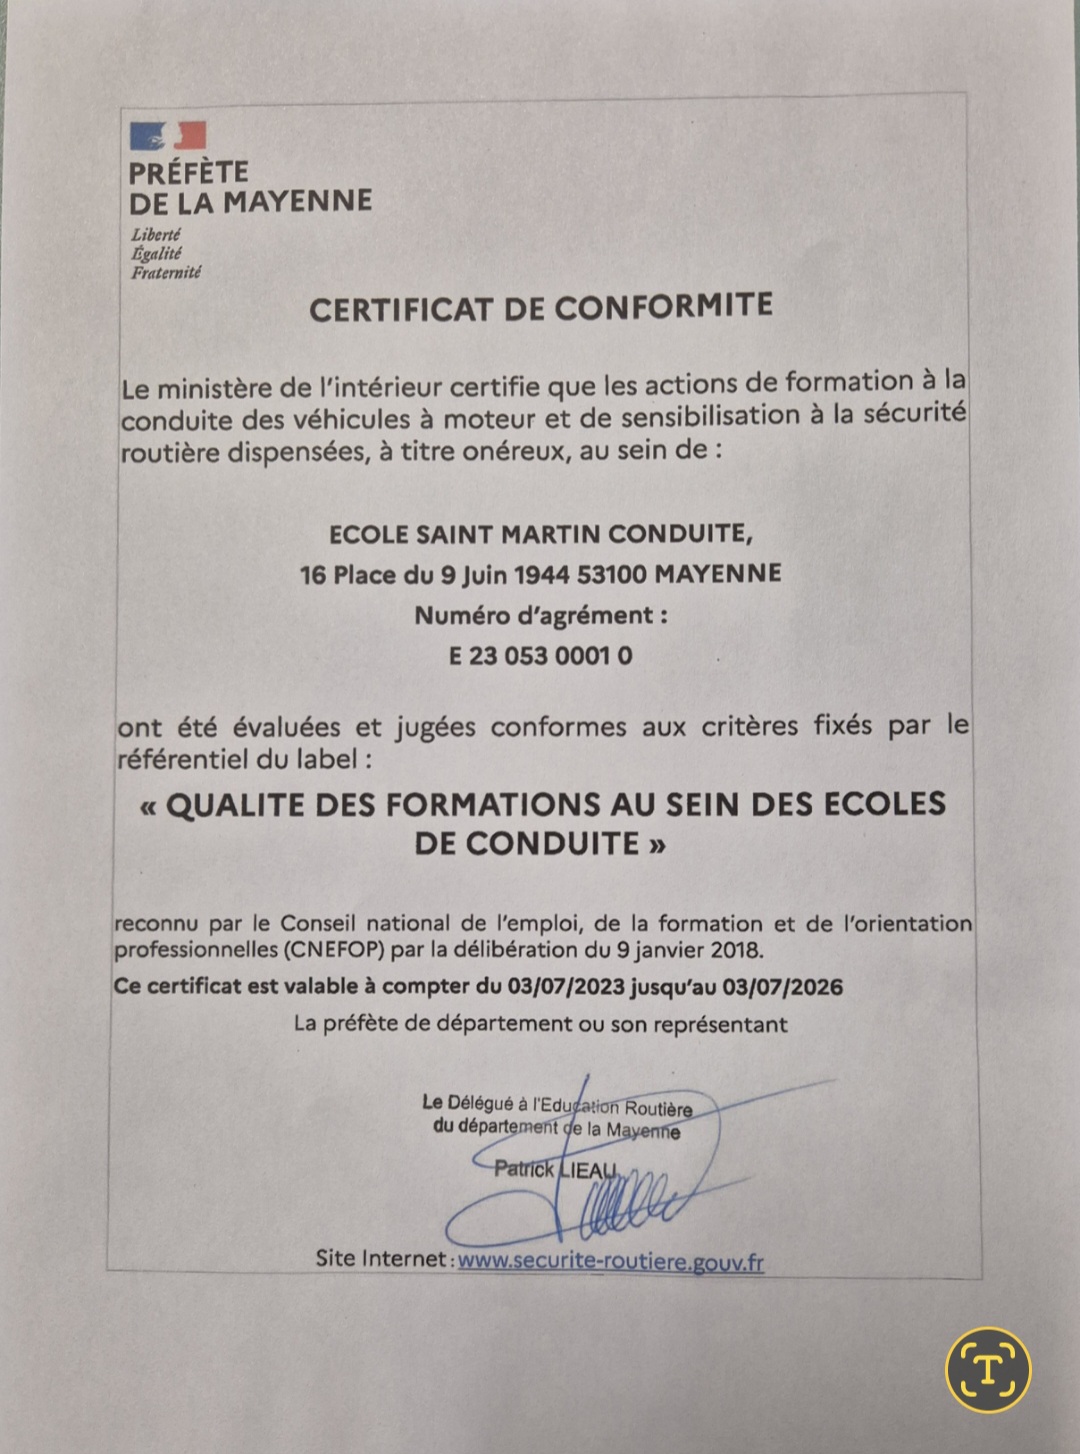 PRÉFÈTE
DE LA MAYENNE
Liberté
Égalité
Fraternité
CERTIFICAT DE CONFORMITE
Le ministère de l'intérieur certifie que les actions de formation à la
conduite des véhicules à moteur et de sensibilisation à la sécurité
routière dispensées, à titre onéreux, au sein de :
ECOLE SAINT MARTIN CONDUITE,
16 Place du 9 Juin 1944 53100 MAYENNE
Numéro d'agrément :
E 23 053 0001 0
ont été évaluées et jugées conformes aux critères fixés par le
référentiel du label :
« QUALITE DES FORMATIONS AU SEIN DES ECOLES
DE CONDUITE »
reconnu par le Conseil national de l'emploi, de la formation et de l'orientation
professionnelles (CNEFOP) par la délibération du 9 janvier 2018.
Ce certificat est valable à compter du 03/07/2023 jusqu'au 03/07/2026
La préfète de département ou son représentant
Le Délégué à l'Education Routière
du département de la Mayenne
Patrick LIEAU
Site Internet : www.securite-routiere.gouv.fr